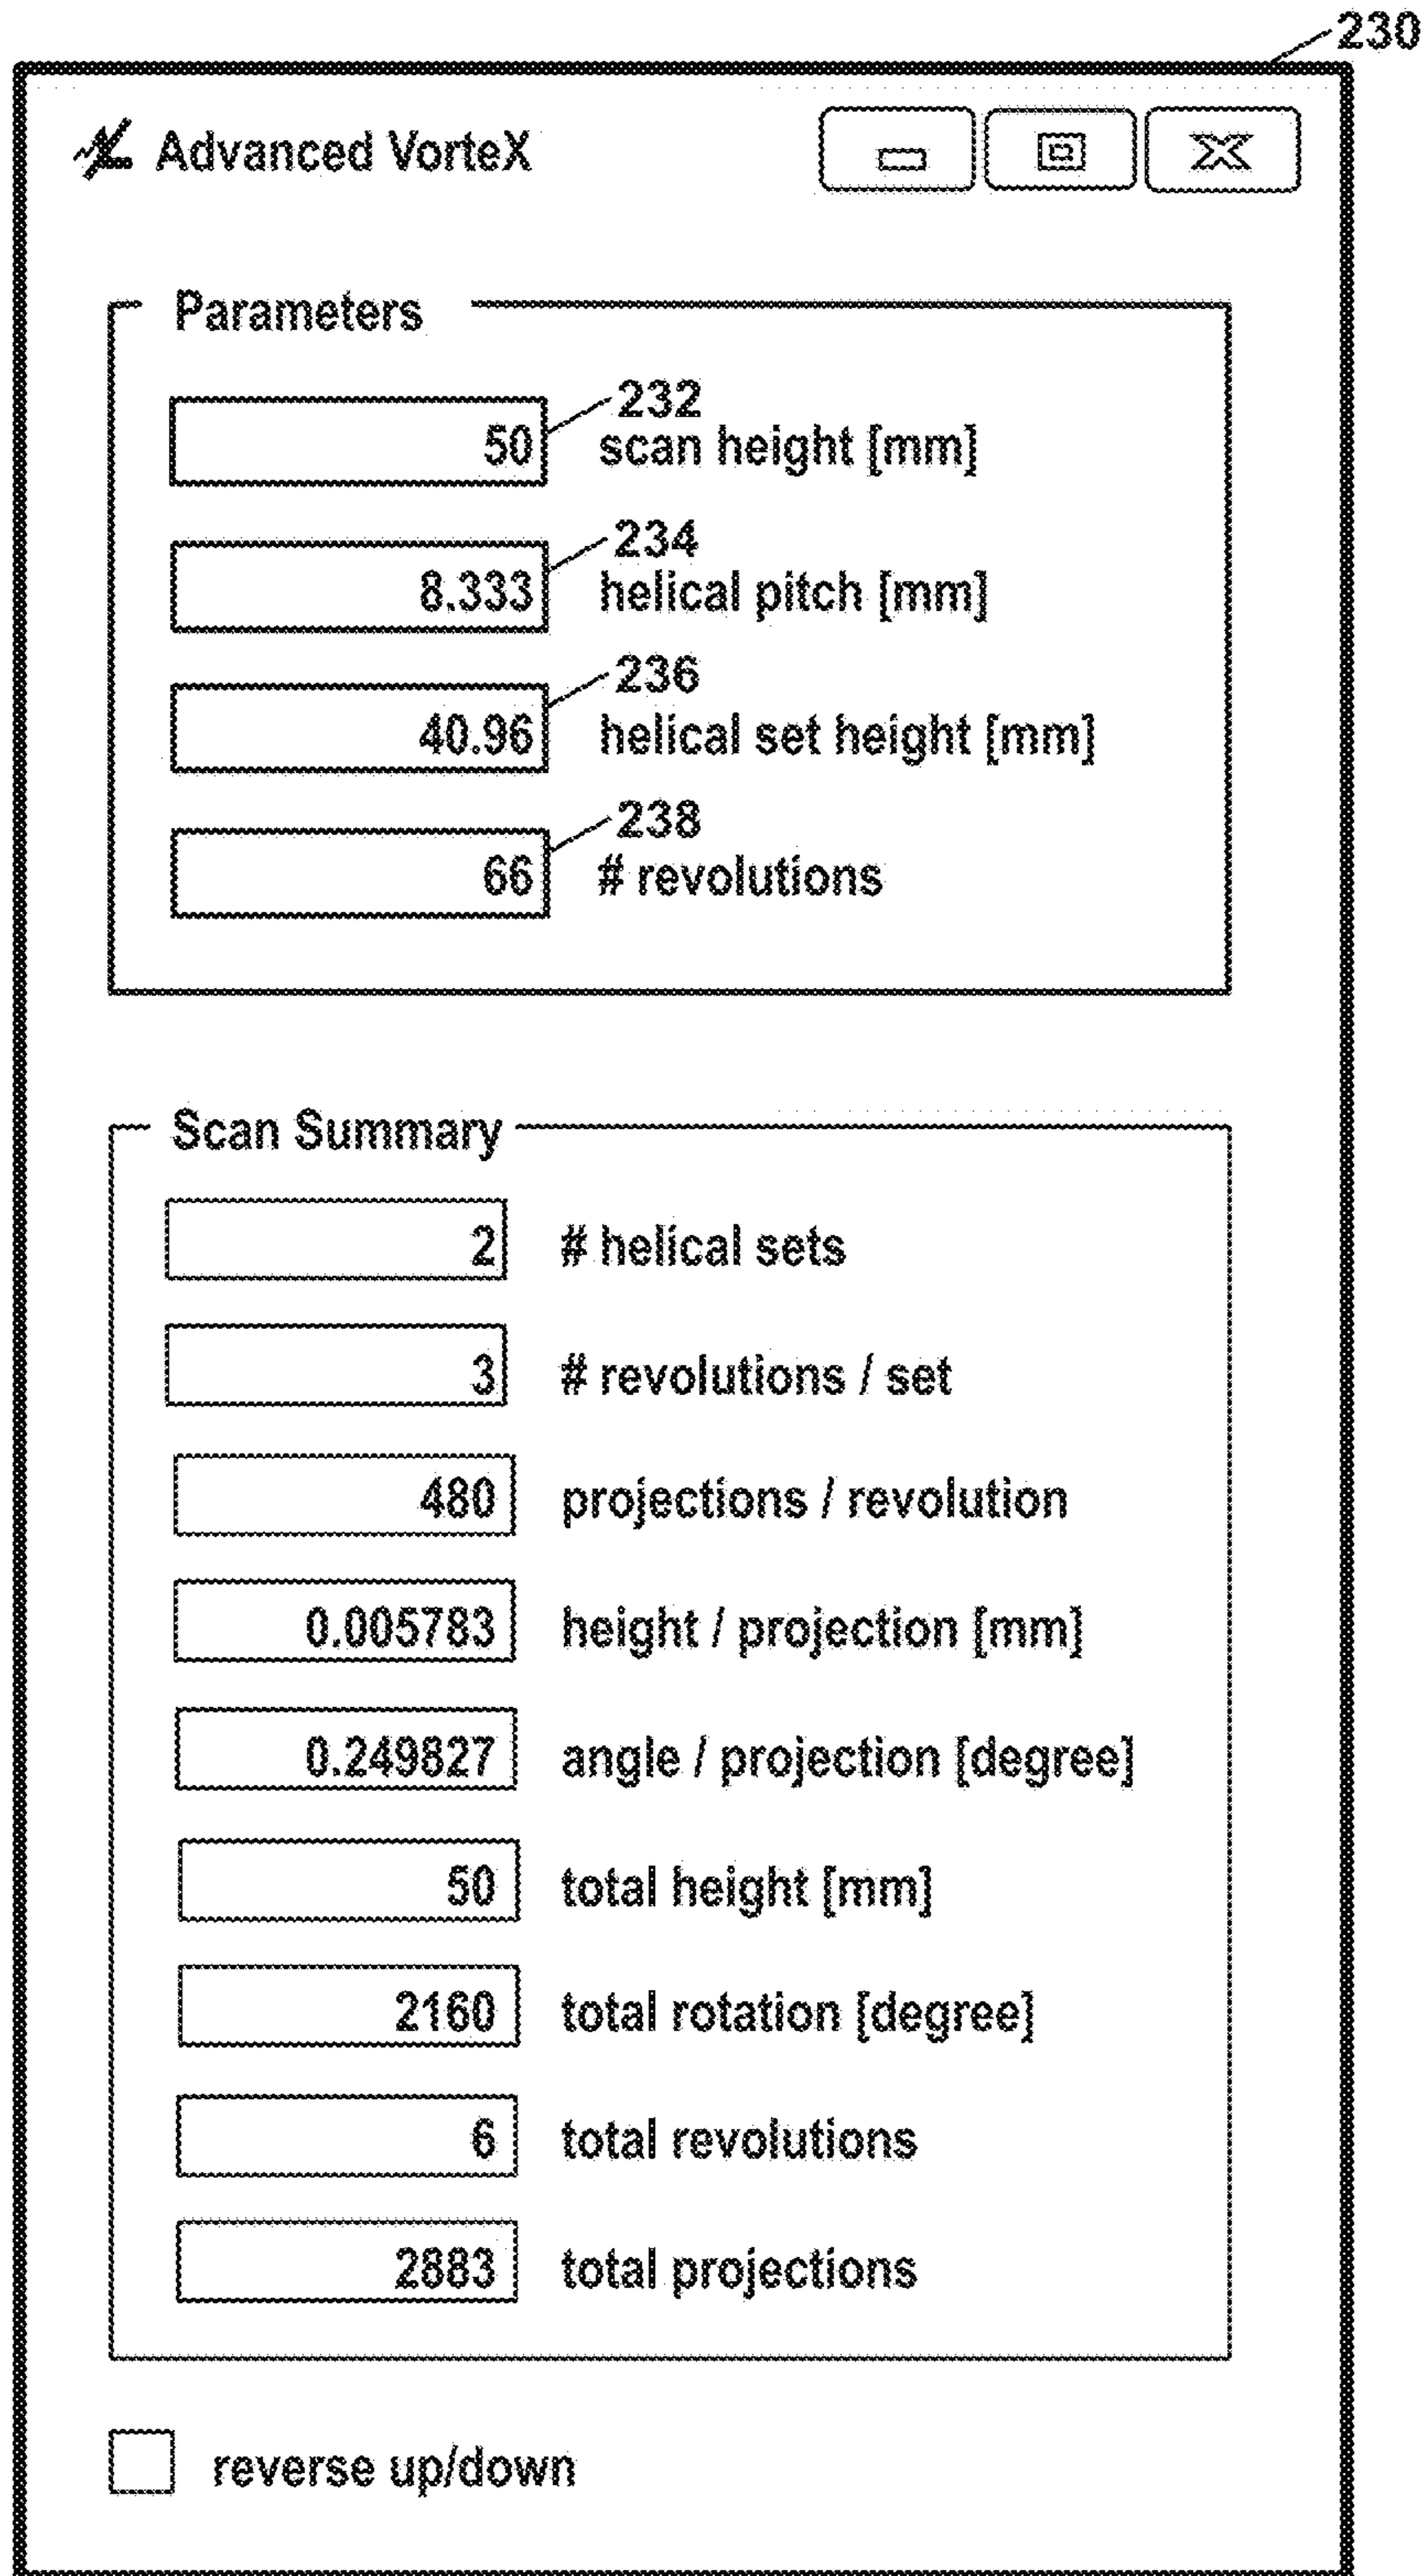 230
Advanced VorteX
Parameters
232
50 scan height [mm]
234
8.333 helical pitch [mm]
236
40.96 helical set height [mm]
238
66 # revolutions
Scan Summary
2 # helical sets
3 # revolutions / set
480 projections / revolution
0.005783 height / projection [mm]
0.249827 angle / projection [degree]
50 total height [mm]
2160 total rotation [degree]
6 total revolutions
2883 total projections
reverse up/down